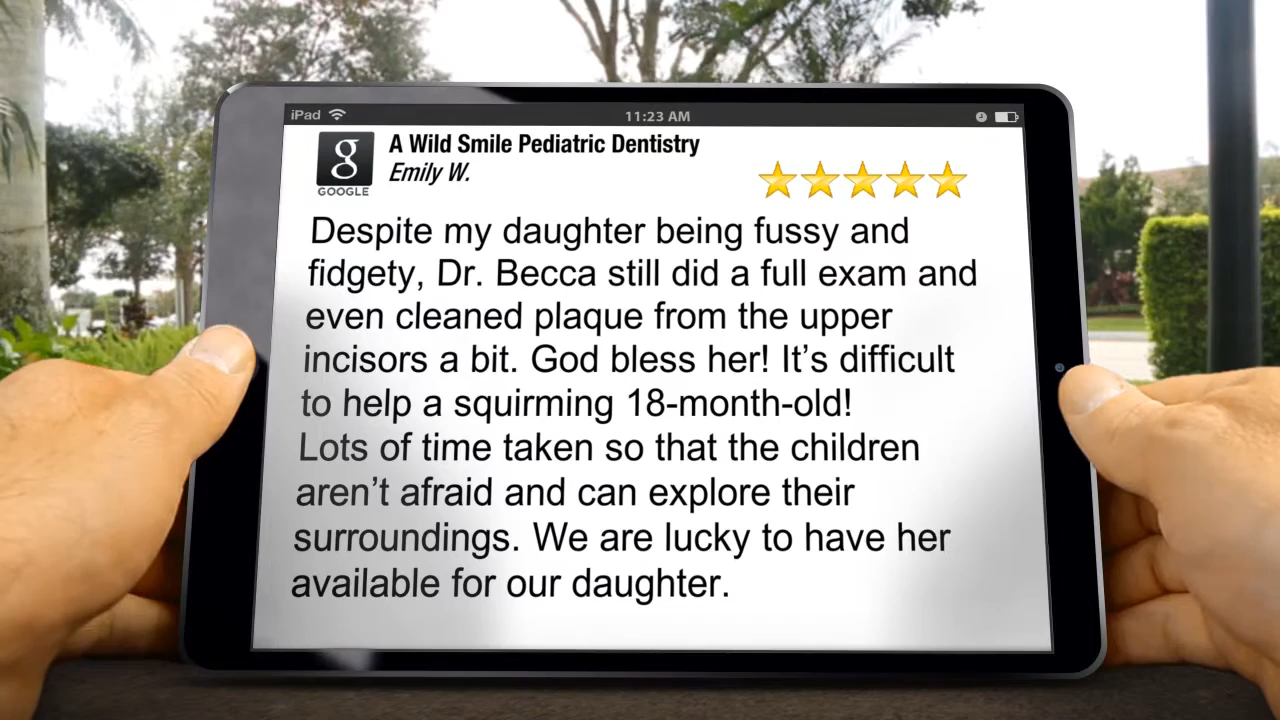 iPad 11:23 AM
g
GOOGLE
A Wild Smile Pediatric Dentistry
Emily W.
Despite my daughter being fussy and
fidgety, Dr. Becca still did a full exam and
even cleaned plaque from the upper
incisors a bit. God bless her! It's difficult
to help a squirming 18-month-old!
Lots of time taken so that the children
aren't afraid and can explore their
surroundings. We are lucky to have her
available for our daughter.